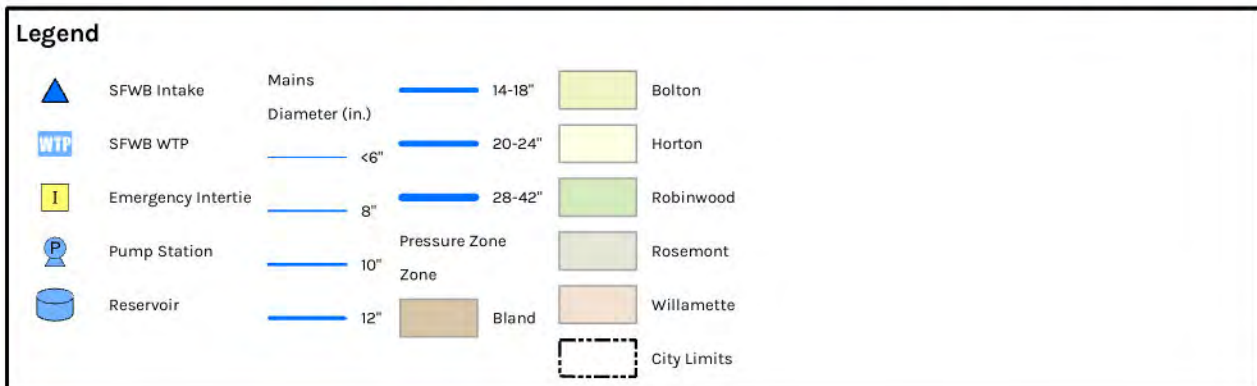 Legend
SFWB Intake
WTP
SFWB WTP
I
Emergency Intertie
P
Pump Station
Reservoir
Mains
Diameter (in.)
<6"
8"
10"
12"
14-18"
20-24"
28-42"
Pressure Zone
Zone
Bland
Bolton
Horton
Robinwood
Rosemont
Willamette
City Limits